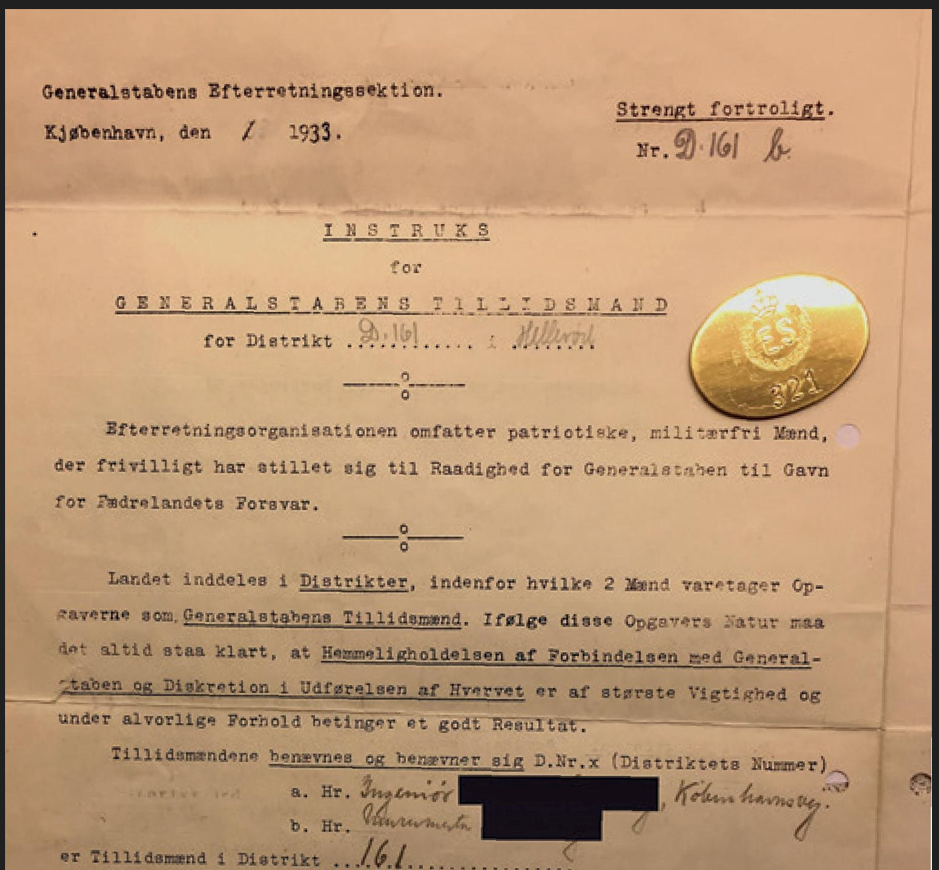 Generalstabens Efterretningssektion.
Kjøbenhavn, den 1. 1933.
Strengt fortroligt.
Nr. D.161 b.
INSTRUKS
for
GENERALSTABENS TILLIDSMAND
for Distrikt D.161 i Hillerød
ES
321
Efterretningsorganisationen omfatter patriotiske, militærfri Mænd,
der frivilligt har stillet sig til Raadighed for Generalstaben til Gavn
for Fædrelandets Forsvar.
Landet inddeles i Distrikter, indenfor hvilke 2 Mænd varetager Op-
gaverne som Generalstabens Tillidsmænd. Ifølge disse Opgavers Natur maa
det altid staa klart, at Hemmeligholdelsen af Forbindelsen med General-
staben og Diskretion i Udførelsen af Hvervet er af største Vigtighed og
under alvorlige Forhold betinger et godt Resultat.
Tillidsmændene benævnes og benævner sig D.Nr.x (Distriktets Nummer)
a. Hr. Ingeniør , Københavnsvej.
b. Hr.
er Tillidsmænd i Distrikt ...161............